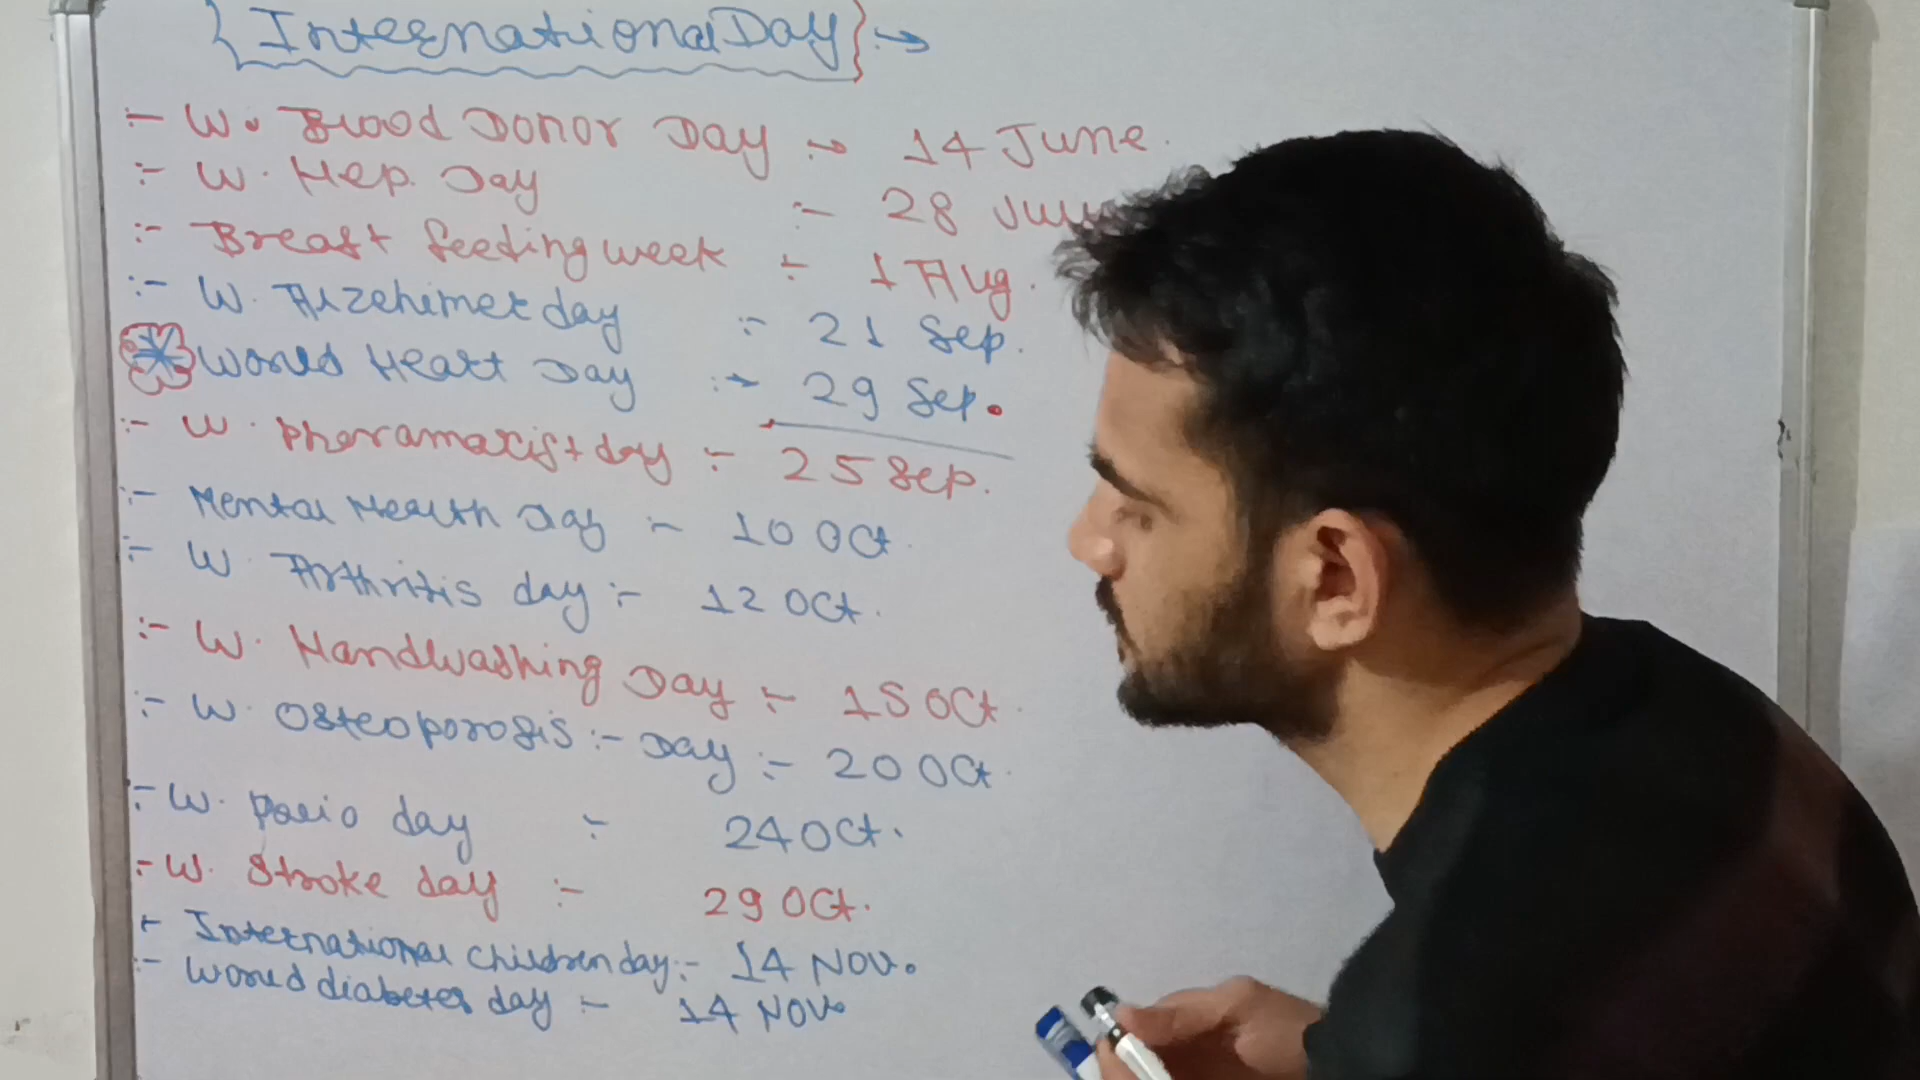 {InternationalDay} :→
:- W. Blood Donor Day :→ 14 June.
:- W. Hep. Day :- 28
:- Breast feeding week :- 1 Aug.
:- W. Alzehimer day :- 21 Sep.
World Heart Day :→ 29 Sep.
:- W. Pharamacist day :- 25 Sep.
:- Mental Health Day :- 10 Oct.
:- W. Arthritis day :- 12 Oct.
:- W. Handwashing Day :- 15 Oct.
:- W. Osteoporosis :- Day :- 20 Oct.
:- W. Polio day :- 24 Oct.
:- W. Stroke day :- 29 Oct.
:- International children day :- 14 Nov.
:- World diabetes day :- 14 Nov.